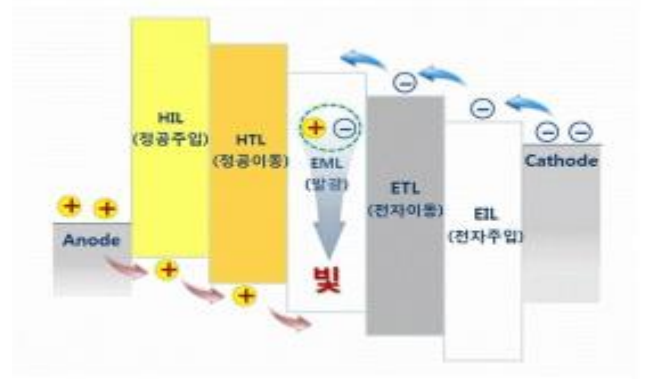 HIL
(정공주입)
HTL
(정공이동)
EML
(발광)
ETL
(전자이동)
EIL
(전자주입)
Cathode
Anode
빛